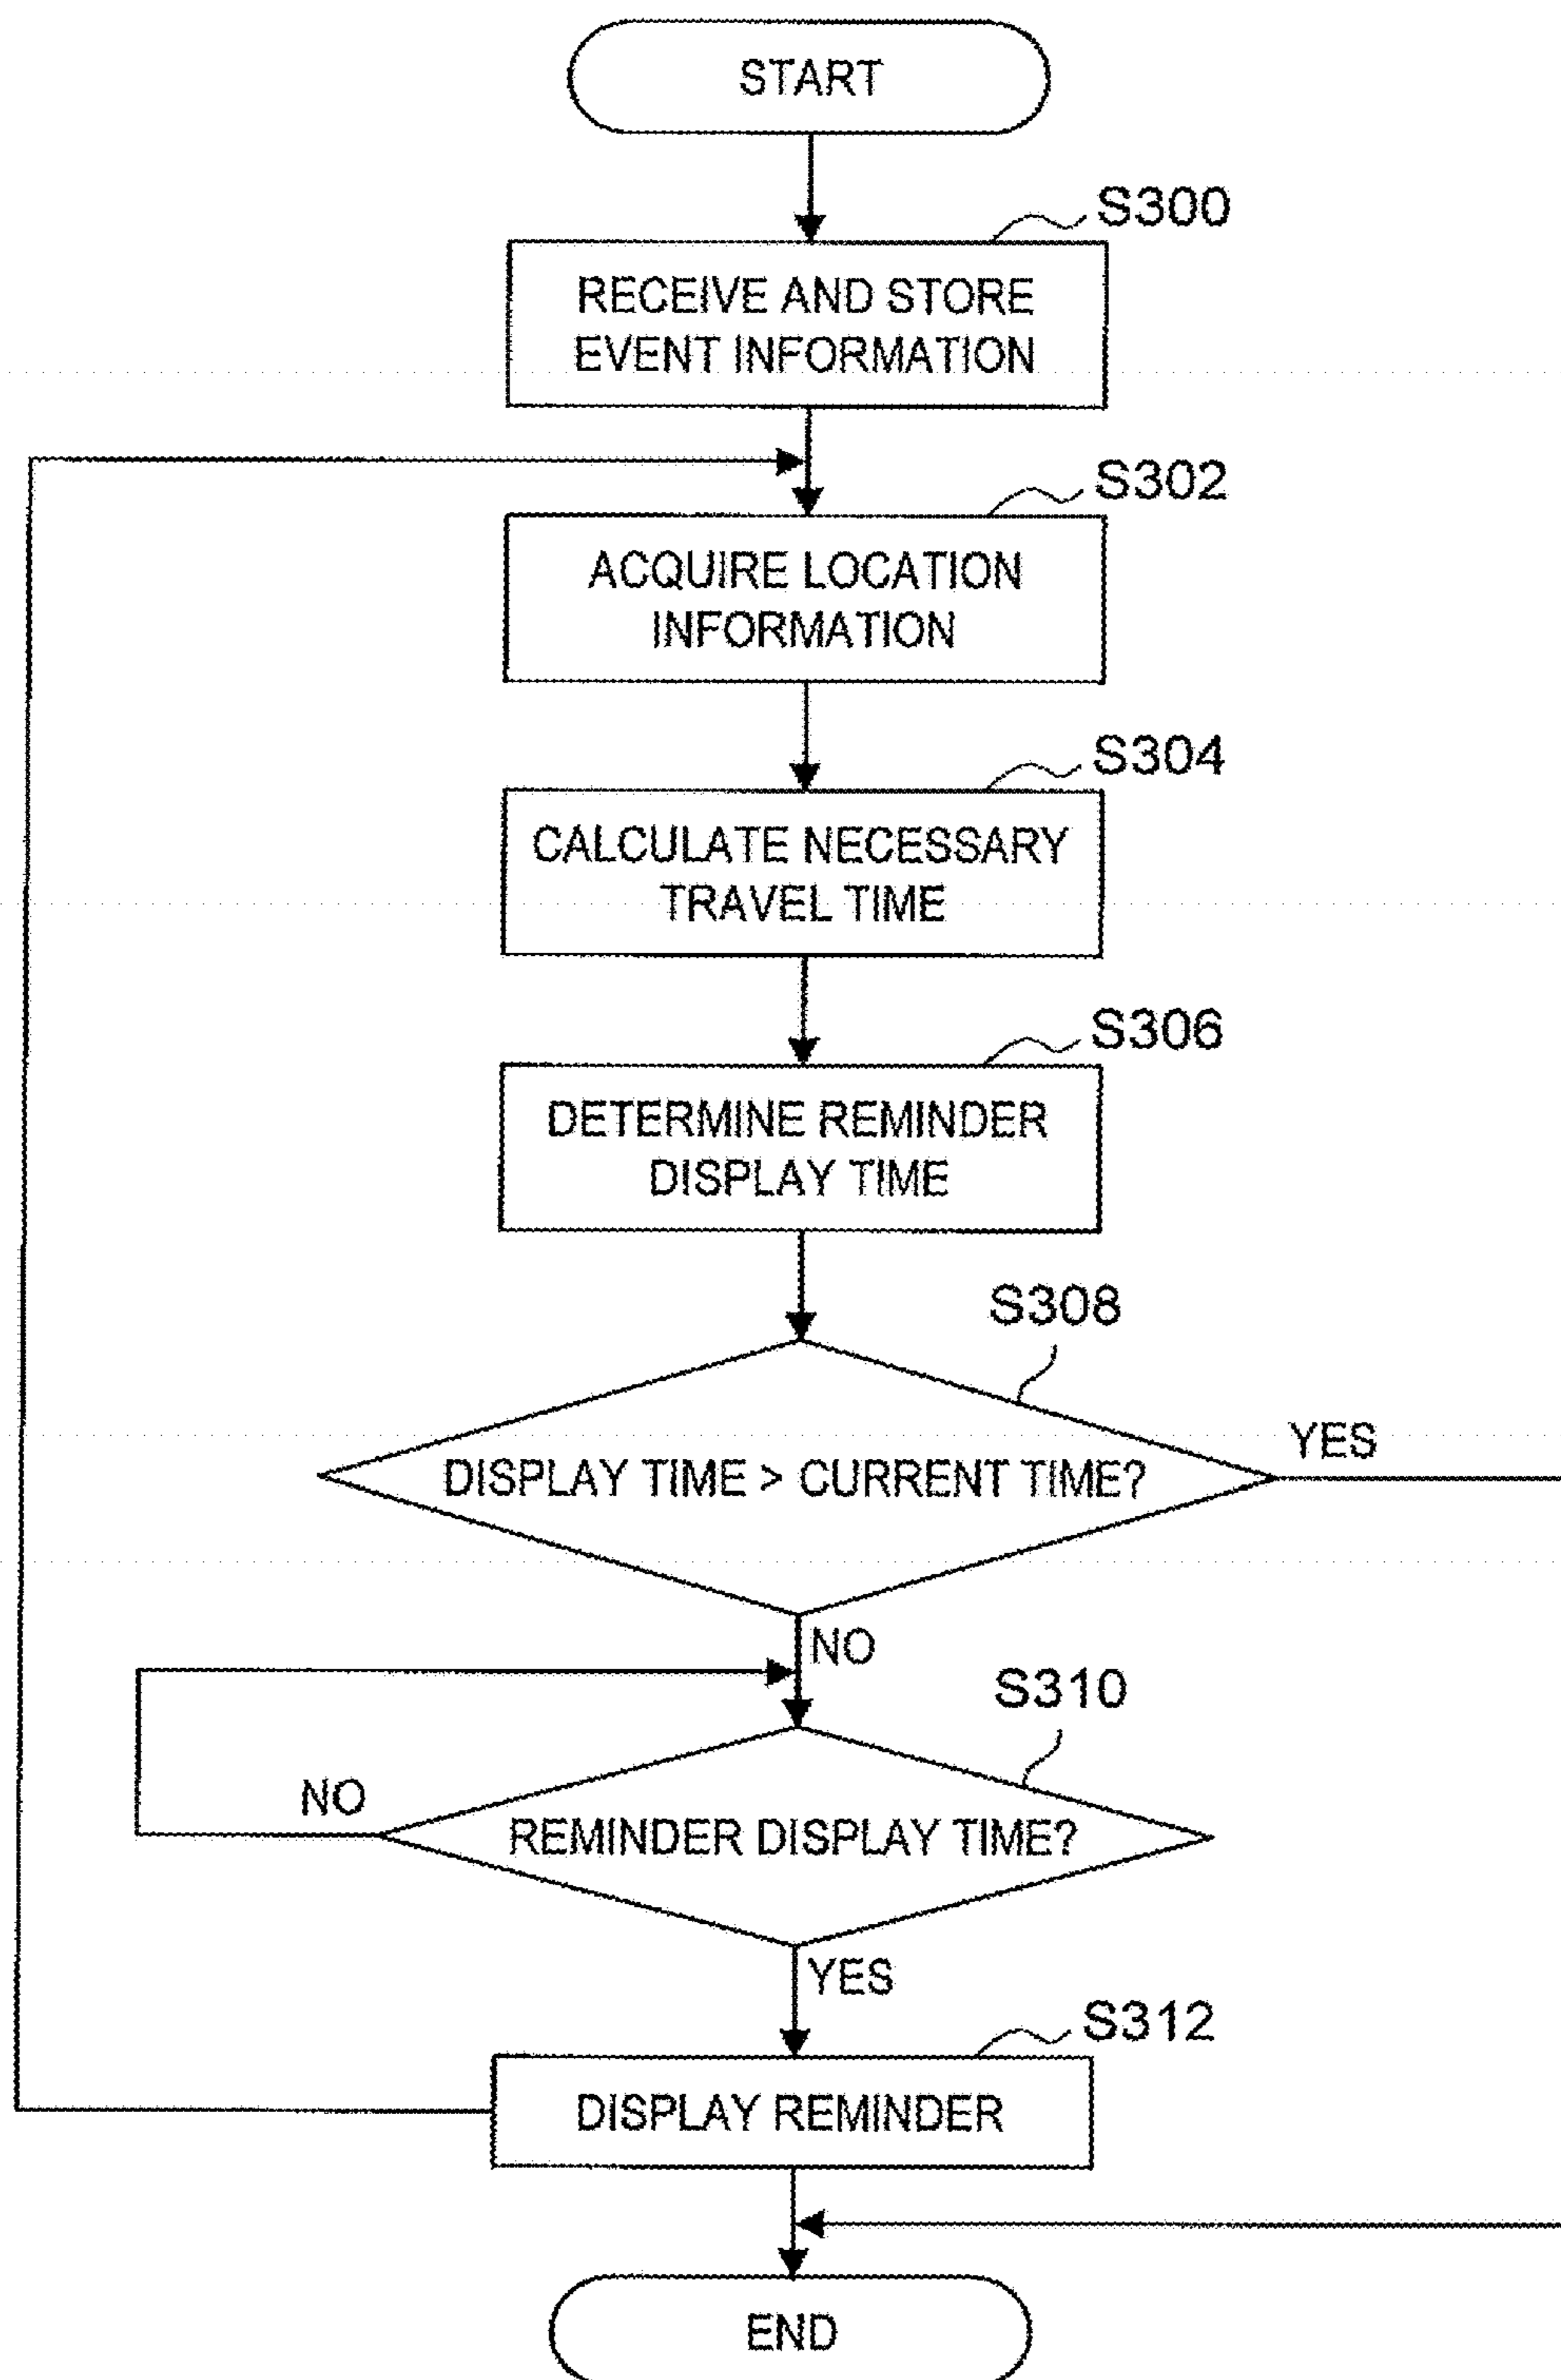 START
S300
RECEIVE AND STORE
EVENT INFORMATION
S302
ACQUIRE LOCATION
INFORMATION
S304
CALCULATE NECESSARY
TRAVEL TIME
S306
DETERMINE REMINDER
DISPLAY TIME
S308
DISPLAY TIME > CURRENT TIME?
YES
NO
S310
REMINDER DISPLAY TIME?
NO
YES
S312
DISPLAY REMINDER
END